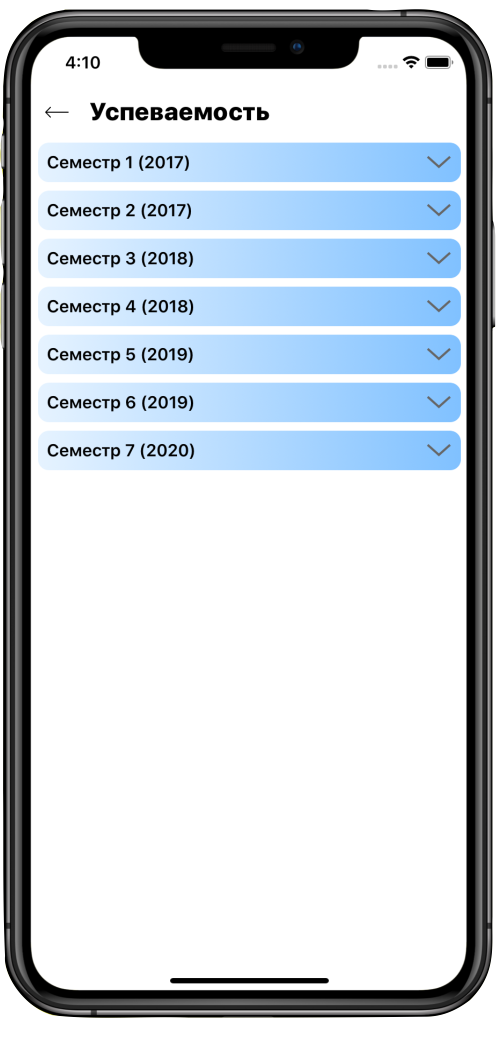 4:10
Успеваемость
Семестр 1 (2017)
Семестр 2 (2017)
Семестр 3 (2018)
Семестр 4 (2018)
Семестр 5 (2019)
Семестр 6 (2019)
Семестр 7 (2020)